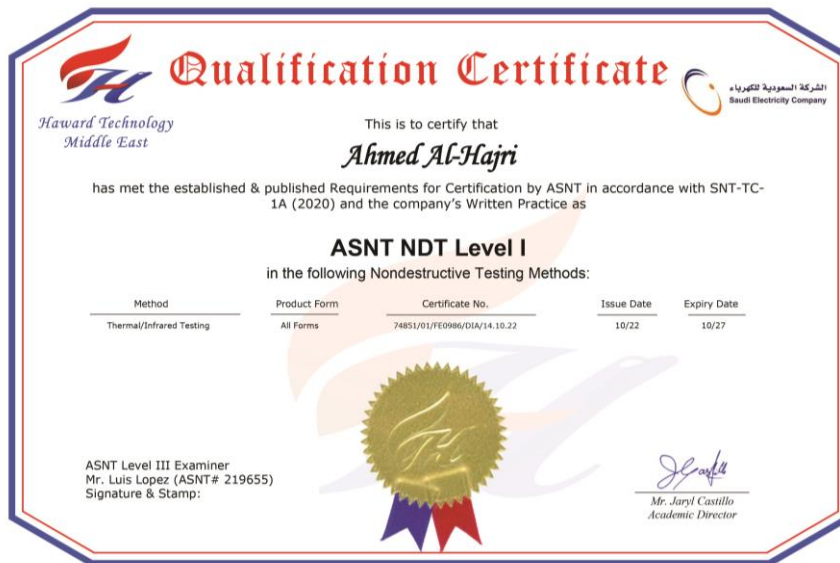 Qualification Certificate
Haward Technology
Middle East
الشركة السعودية للكهرباء
Saudi Electricity Company
This is to certify that
Ahmed Al-Hajri
has met the established & published Requirements for Certification by ASNT in accordance with SNT-TC-
1A (2020) and the company's Written Practice as
ASNT NDT Level I
in the following Nondestructive Testing Methods:
Method Product Form Certificate No. Issue Date Expiry Date
Thermal/Infrared Testing All Forms 74851/01/FE0986/DIA/14.10.22 10/22 10/27
ASNT Level III Examiner
Mr. Luis Lopez (ASNT# 219655)
Signature & Stamp:
Mr. Jaryl Castillo
Academic Director